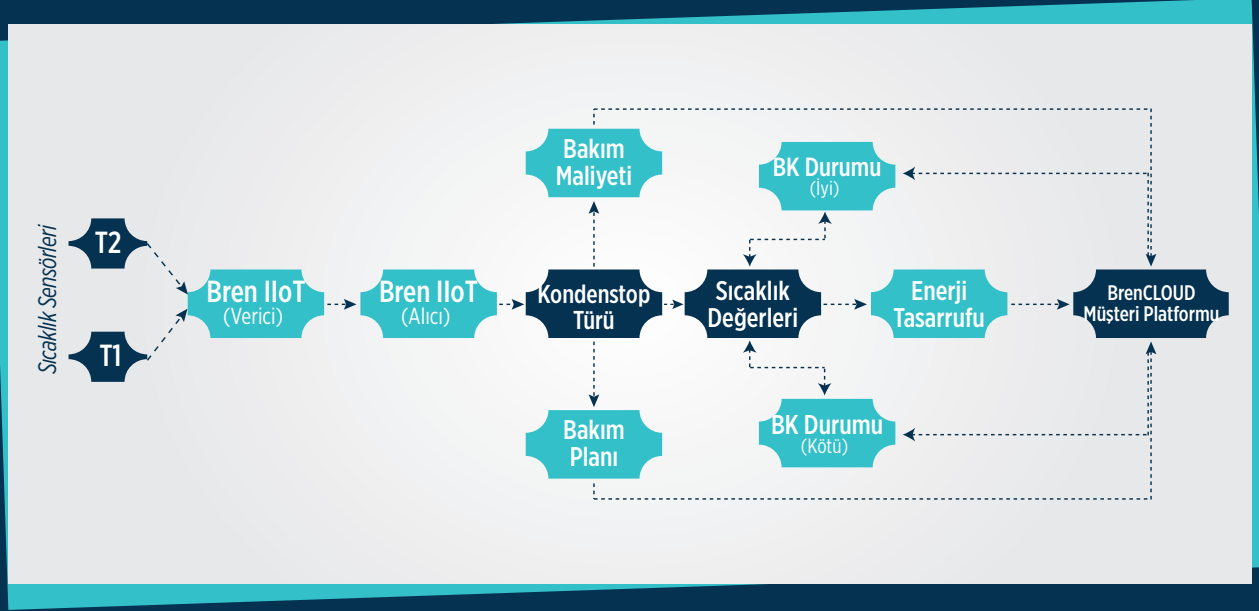 Sıcaklık Sensörleri
T2
T1
Bren IIoT
(Verici)
Bren IIoT
(Alıcı)
Bakım
Maliyeti
Kondenstop
Türü
Bakım
Planı
BK Durumu
(İyi)
Sıcaklık
Değerleri
BK Durumu
(Kötü)
Enerji
Tasarrufu
BrenCLOUD
Müşteri Platformu